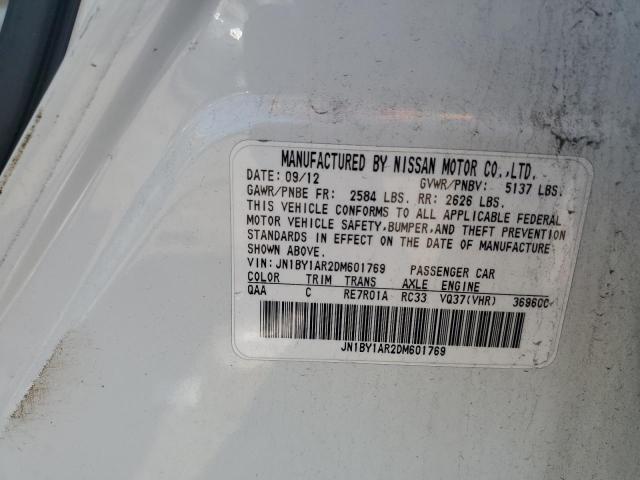 MANUFACTURED BY NISSAN MOTOR CO.,LTD.
DATE: 09/12 GVWR/PNBV: 5137 LBS.
GAWR/PNBE FR: 2584 LBS. RR: 2626 LBS.
THIS VEHICLE CONFORMS TO ALL APPLICABLE FEDERAL
MOTOR VEHICLE SAFETY,BUMPER,AND THEFT PREVENTION
STANDARDS IN EFFECT ON THE DATE OF MANUFACTURE
SHOWN ABOVE.
VIN: JN1BY1AR2DM601769 PASSENGER CAR
COLOR TRIM TRANS AXLE ENGINE
QAA C RE7R01A RC33 VQ37(VHR) 3696CC
JN1BY1AR2DM601769